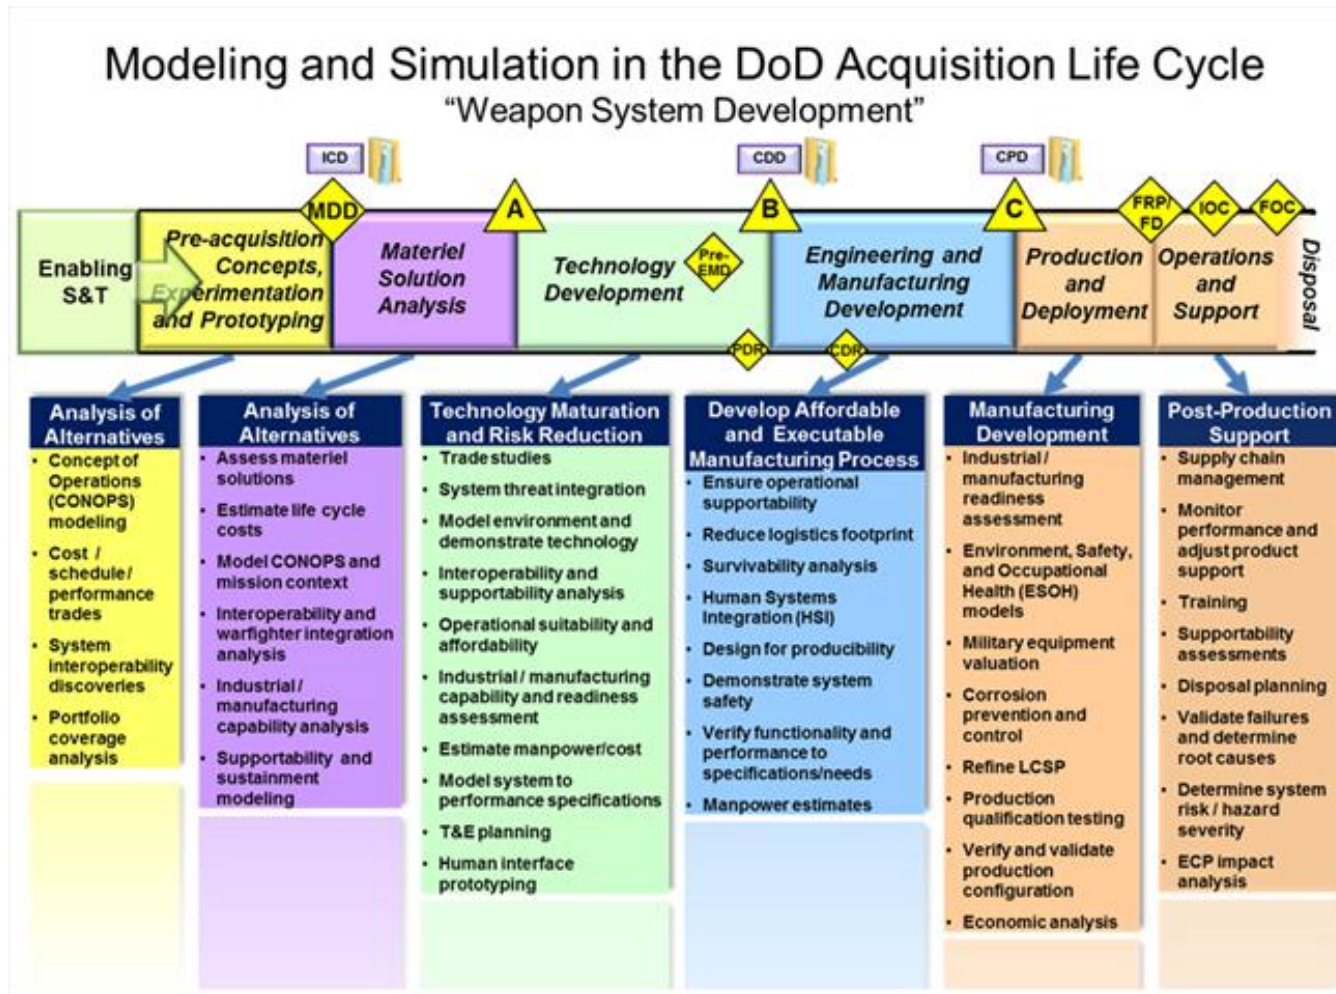 Modeling and Simulation in the DoD Acquisition Life Cycle
“Weapon System Development”
ICD
CDD
CPD
MDD
A
B
C
FRP/
FD
IOC
FOC
Enabling
S&T
Pre-acquisition
Concepts,
Experimentation
and Prototyping
Materiel
Solution
Analysis
Technology
Development
Pre-
EMD
Engineering and
Manufacturing
Development
Production
and
Deployment
Operations
and
Support
Disposal
PDR
CDR
Analysis of
Alternatives
• Concept of
Operations
(CONOPS)
modeling
• Cost /
schedule/
performance
trades
• System
interoperability
discoveries
• Portfolio
coverage
analysis
Analysis of
Alternatives
• Assess materiel
solutions
• Estimate life cycle
costs
• Model CONOPS and
mission context
• Interoperability and
warfighter integration
analysis
• Industrial /
manufacturing
capability analysis
• Supportability and
sustainment
modeling
Technology Maturation
and Risk Reduction
• Trade studies
• System threat integration
• Model environment and
demonstrate technology
• Interoperability and
supportability analysis
• Operational suitability and
affordability
• Industrial / manufacturing
capability and readiness
assessment
• Estimate manpower/cost
• Model system to
performance specifications
• T&E planning
• Human interface
prototyping
Develop Affordable
and Executable
Manufacturing Process
• Ensure operational
supportability
• Reduce logistics footprint
• Survivability analysis
• Human Systems
Integration (HSI)
• Design for producibility
• Demonstrate system
safety
• Verify functionality and
performance to
specifications/needs
• Manpower estimates
Manufacturing
Development
• Industrial /
manufacturing
readiness
assessment
• Environment, Safety,
and Occupational
Health (ESOH)
models
• Military equipment
valuation
• Corrosion
prevention and
control
• Refine LCSP
• Production
qualification testing
• Verify and validate
production
configuration
• Economic analysis
Post-Production
Support
• Supply chain
management
• Monitor
performance and
adjust product
support
• Training
• Supportability
assessments
• Disposal planning
• Validate failures
and determine
root causes
• Determine system
risk / hazard
severity
• ECP impact
analysis